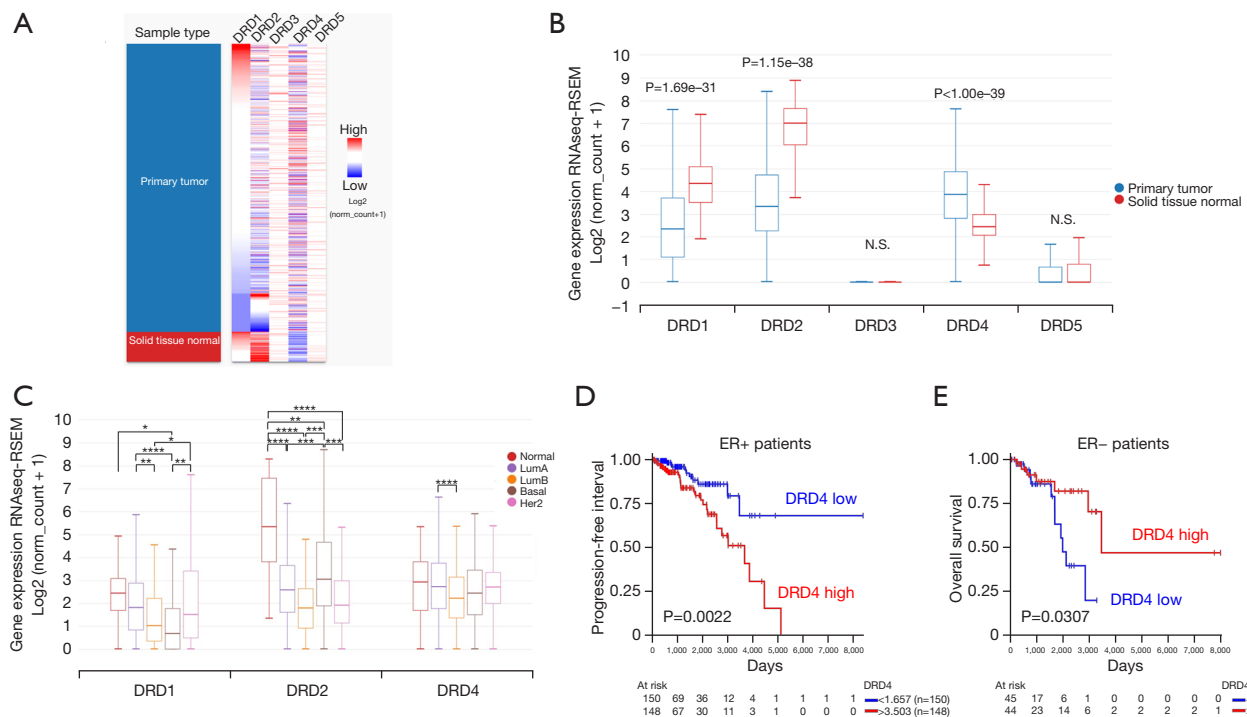 A
Sample type
DRD1
DRD2
DRD3
DRD4
DRD5
Primary tumor
Solid tissue normal
High
Low
Log2
(norm_count+1)
B
Gene expression RNAseq-RSEM
Log2 (norm_count + 1)
10
9
8
7
6
5
4
3
2
1
0
−1
P=1.69e–31
P=1.15e–38
N.S.
P<1.00e–39
N.S.
DRD1
DRD2
DRD3
DRD4
DRD5
Primary tumor
Solid tissue normal
C
Gene expression RNAseq-RSEM
Log2 (norm_count + 1)
10
9
8
7
6
5
4
3
2
1
0
*
*
****
**
**
****
**
****
***
****
***
***
****
DRD1
DRD2
DRD4
Normal
LumA
LumB
Basal
Her2
D
ER+ patients
Progression-free interval
1.00
0.75
0.50
0.25
0
DRD4 low
DRD4 high
P=0.0022
0 1,000 2,000 3,000 4,000 5,000 6,000 7,000 8,000
Days
At risk
DRD4
150 69 36 12 4 1 1 1 1 <1.657 (n=150)
148 67 30 11 3 1 0 0 0 >3.503 (n=148)
E
ER− patients
Overall survival
1.00
0.75
0.50
0.25
0
DRD4 high
DRD4 low
P=0.0307
0 1,000 2,000 3,000 4,000 5,000 6,000 7,000 8,000
Days
At risk
DRD4
45 17 6 1 0 0 0 0 0
44 23 14 6 2 2 2 2 1